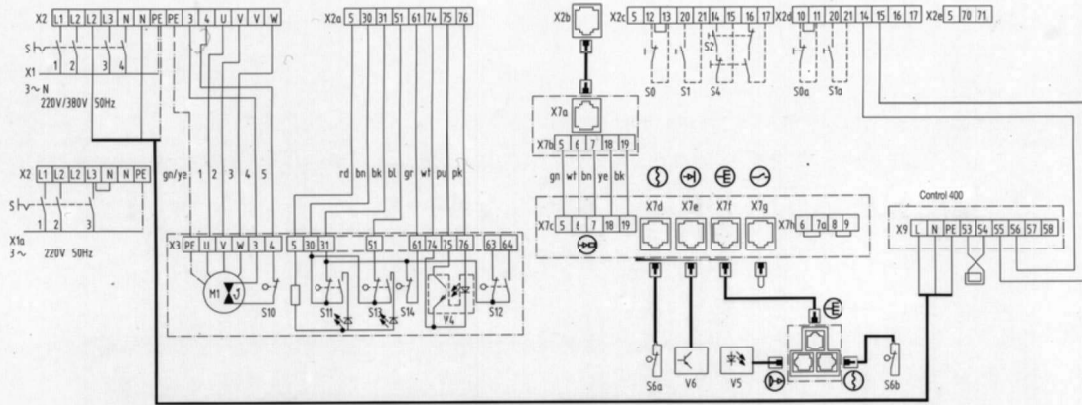 X2 L1 L2 L2 L3 N N PE PE 3 4 U V V W
X2a 5 30 31 51 61 74 75 76
X2b
X2c 5 12 13 20 21 14 15 16 17
X2d 10 11 20 21 14 15 16 17
X2e 5 70 71
S
1 2 3 4
X1
3~ N
220V/380V 50Hz
S2
S0 S1 S4 S0a S1a
X7a
X7b 5 6 7 18 19
X2 L1 L2 L2 L3 N N PE
gn/ye 1 2 3 4 5
rd bn bk bl gr wt pu pk
gn wt bn ye bk
S
1 2 3
X1a
3~ 220V 50Hz
X7d X7e X7f X7g
X7c 5 6 7 18 19
X7h 6 7a 8 9
Control 400
X9 L N PE 53 54 55 56 57 58
X3 PE U V W 3 4 5 30 31 51 61 74 75 76 63 64
M1
S10 S11 S13 S14 V4 S12
S6a V6 V5 S6b